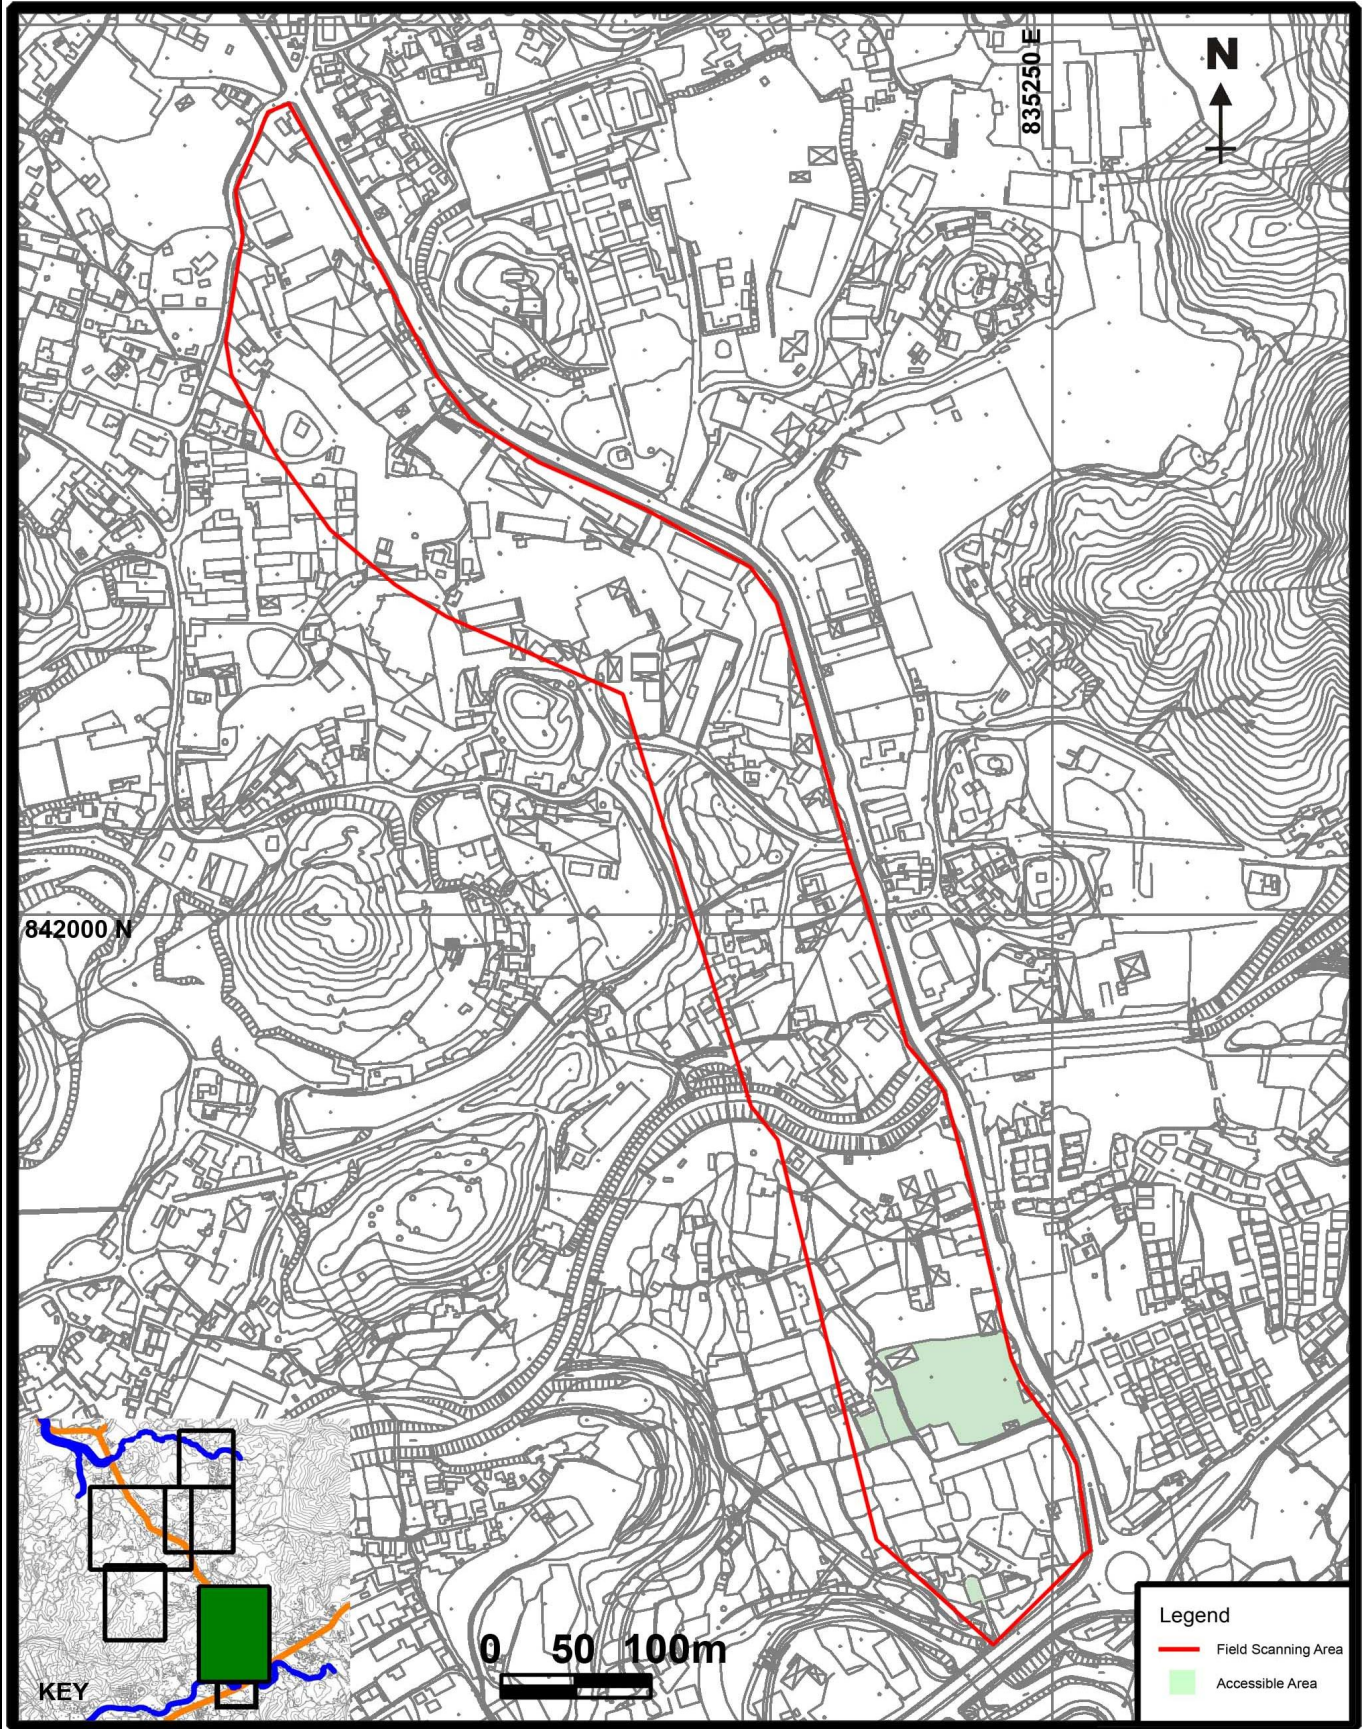 N
835250 E
842000 N
0 50 100m
KEY
Legend
Field Scanning Area
Accessible Area